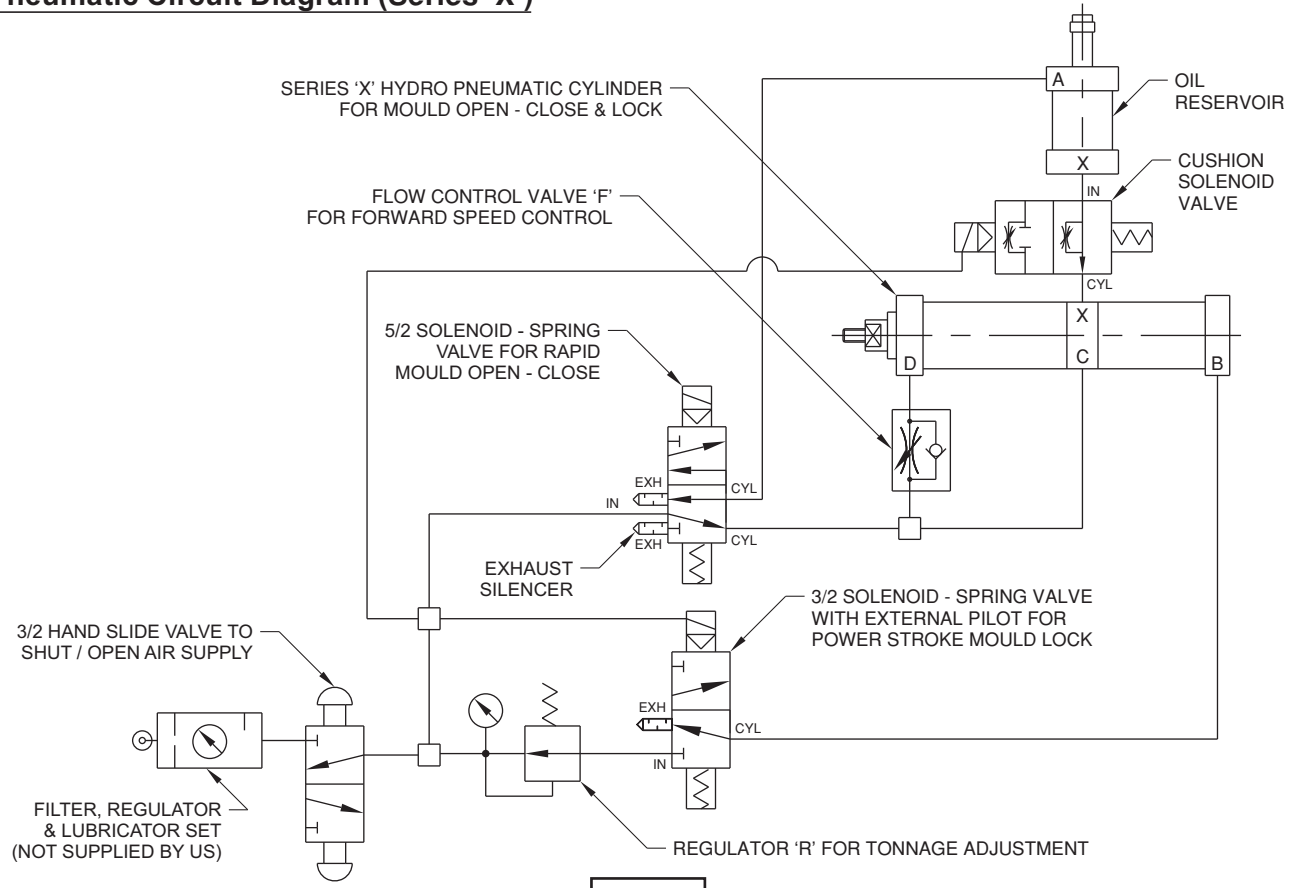 Pneumatic Circuit Diagram (Series 'X')
SERIES ‘X’ HYDRO PNEUMATIC CYLINDER
FOR MOULD OPEN - CLOSE & LOCK
A
OIL
RESERVOIR
X
CUSHION
SOLENOID
VALVE
IN
FLOW CONTROL VALVE ‘F’
FOR FORWARD SPEED CONTROL
CYL
X
D
C
B
5/2 SOLENOID - SPRING
VALVE FOR RAPID
MOULD OPEN - CLOSE
EXH
CYL
IN
EXH
CYL
EXHAUST
SILENCER
3/2 SOLENOID - SPRING VALVE
WITH EXTERNAL PILOT FOR
POWER STROKE MOULD LOCK
3/2 HAND SLIDE VALVE TO
SHUT / OPEN AIR SUPPLY
EXH
CYL
IN
FILTER, REGULATOR
& LUBRICATOR SET
(NOT SUPPLIED BY US)
REGULATOR ‘R’ FOR TONNAGE ADJUSTMENT